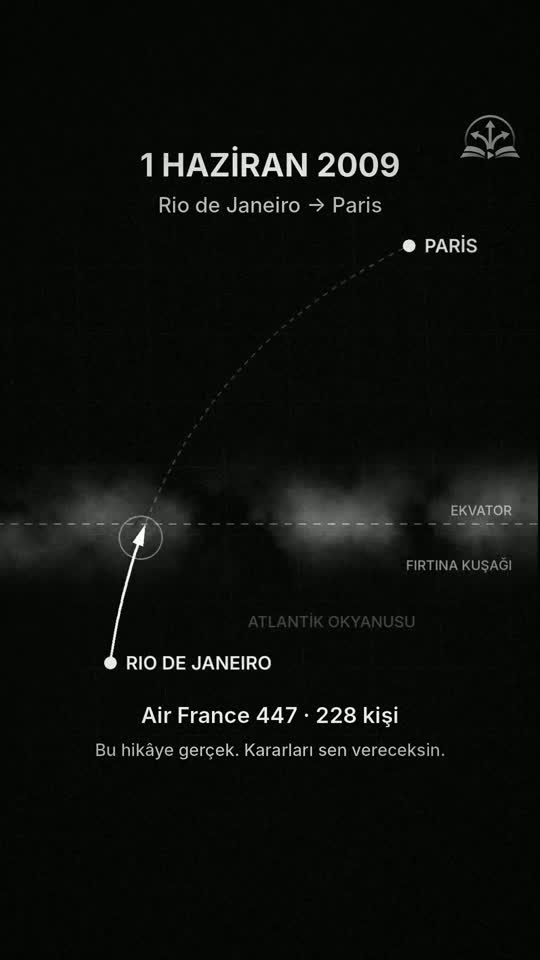 1 HAZİRAN 2009
Rio de Janeiro → Paris
PARİS
EKVATOR
FIRTINA KUŞAĞI
ATLANTİK OKYANUSU
RIO DE JANEIRO
Air France 447 · 228 kişi
Bu hikâye gerçek. Kararları sen vereceksin.